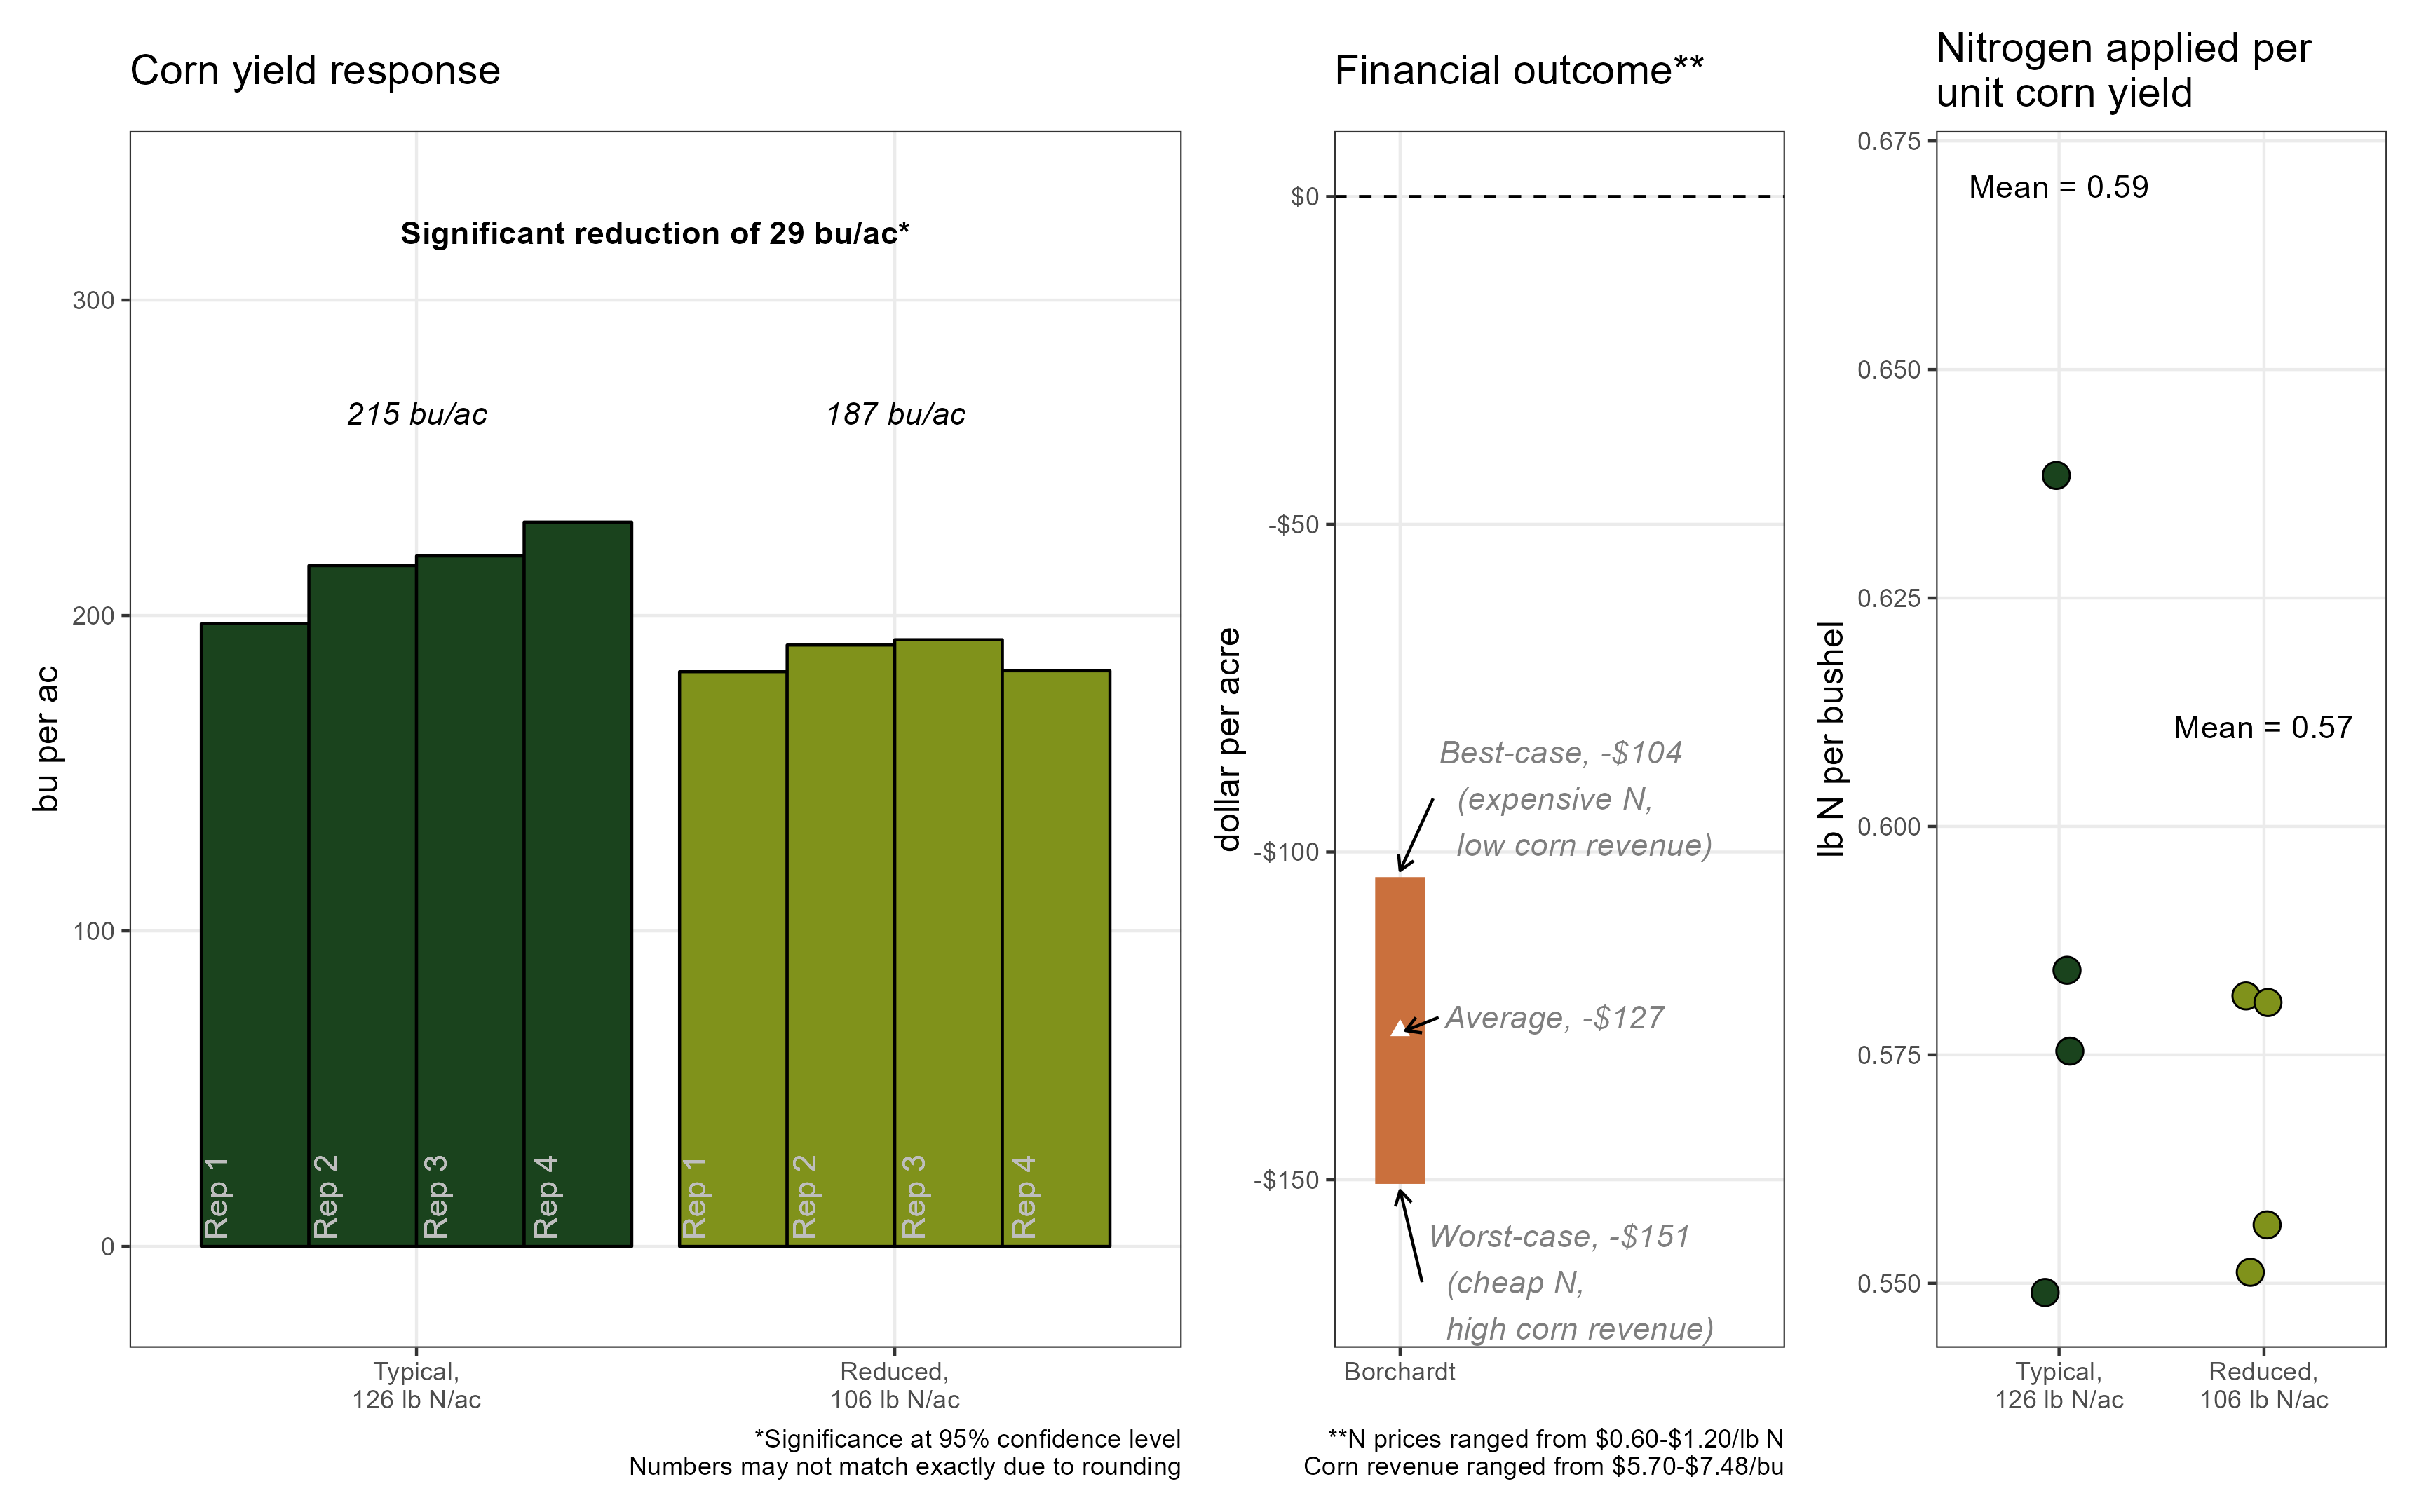 Corn yield response
Significant reduction of 29 bu/ac*
215 bu/ac
187 bu/ac
bu per ac
300
200
100
0
Rep 1
Rep 2
Rep 3
Rep 4
Rep 1
Rep 2
Rep 3
Rep 4
Typical,
126 lb N/ac
Reduced,
106 lb N/ac
*Significance at 95% confidence level
Numbers may not match exactly due to rounding
Financial outcome**
dollar per acre
$0
-$50
-$100
-$150
Best-case, -$104
(expensive N,
low corn revenue)
Average, -$127
Worst-case, -$151
(cheap N,
high corn revenue)
Borchardt
**N prices ranged from $0.60-$1.20/lb N
Corn revenue ranged from $5.70-$7.48/bu
Nitrogen applied per
unit corn yield
lb N per bushel
0.675
0.650
0.625
0.600
0.575
0.550
Mean = 0.59
Mean = 0.57
Typical,
126 lb N/ac
Reduced,
106 lb N/ac